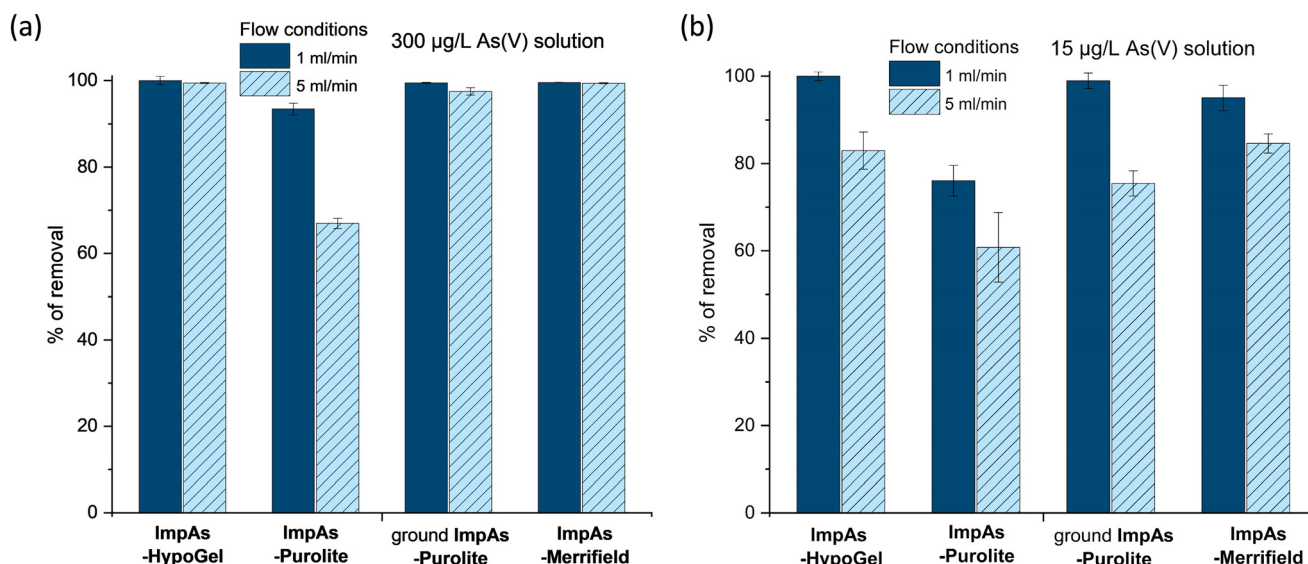 (a)
Flow conditions
1 ml/min
5 ml/min
300 µg/L As(V) solution
% of removal
100
80
60
40
20
0
ImpAs
-HypoGel
ImpAs
-Purolite
ground ImpAs
-Purolite
ImpAs
-Merrifield
(b)
Flow conditions
1 ml/min
5 ml/min
15 µg/L As(V) solution
% of removal
100
80
60
40
20
0
ImpAs
-HypoGel
ImpAs
-Purolite
ground ImpAs
-Purolite
ImpAs
-Merrifield